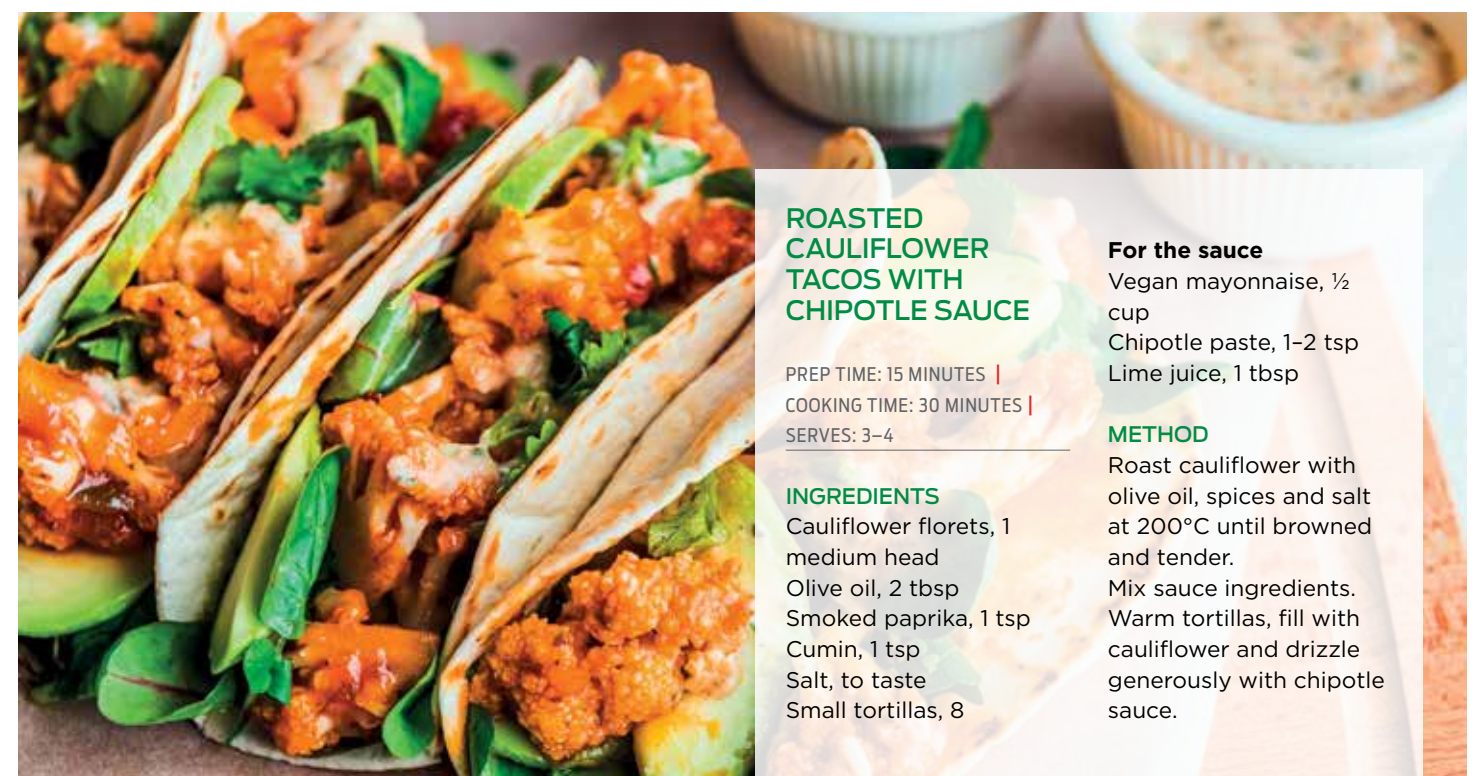 ROASTED
CAULIFLOWER
TACOS WITH
CHIPOTLE SAUCE
PREP TIME: 15 MINUTES |
COOKING TIME: 30 MINUTES |
SERVES: 3–4
INGREDIENTS
Cauliflower florets, 1
medium head
Olive oil, 2 tbsp
Smoked paprika, 1 tsp
Cumin, 1 tsp
Salt, to taste
Small tortillas, 8
For the sauce
Vegan mayonnaise, ½
cup
Chipotle paste, 1–2 tsp
Lime juice, 1 tbsp
METHOD
Roast cauliflower with
olive oil, spices and salt
at 200°C until browned
and tender.
Mix sauce ingredients.
Warm tortillas, fill with
cauliflower and drizzle
generously with chipotle
sauce.